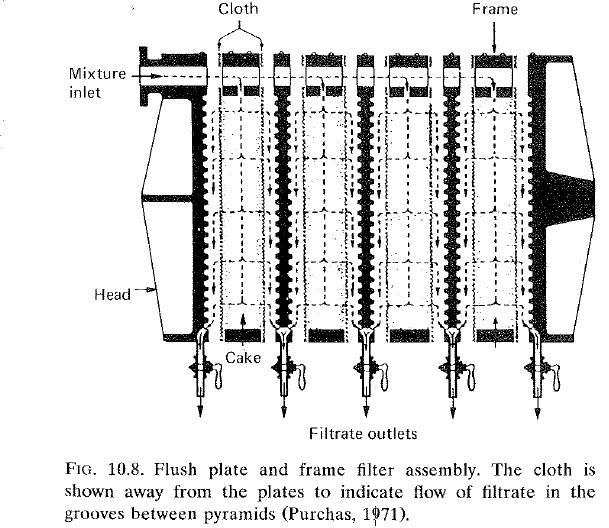 Cloth
Frame
Mixture
inlet
Head
Cake
Filtrate outlets
FIG. 10.8. Flush plate and frame filter assembly. The cloth is
shown away from the plates to indicate flow of filtrate in the
grooves between pyramids (Purchas, 1971).